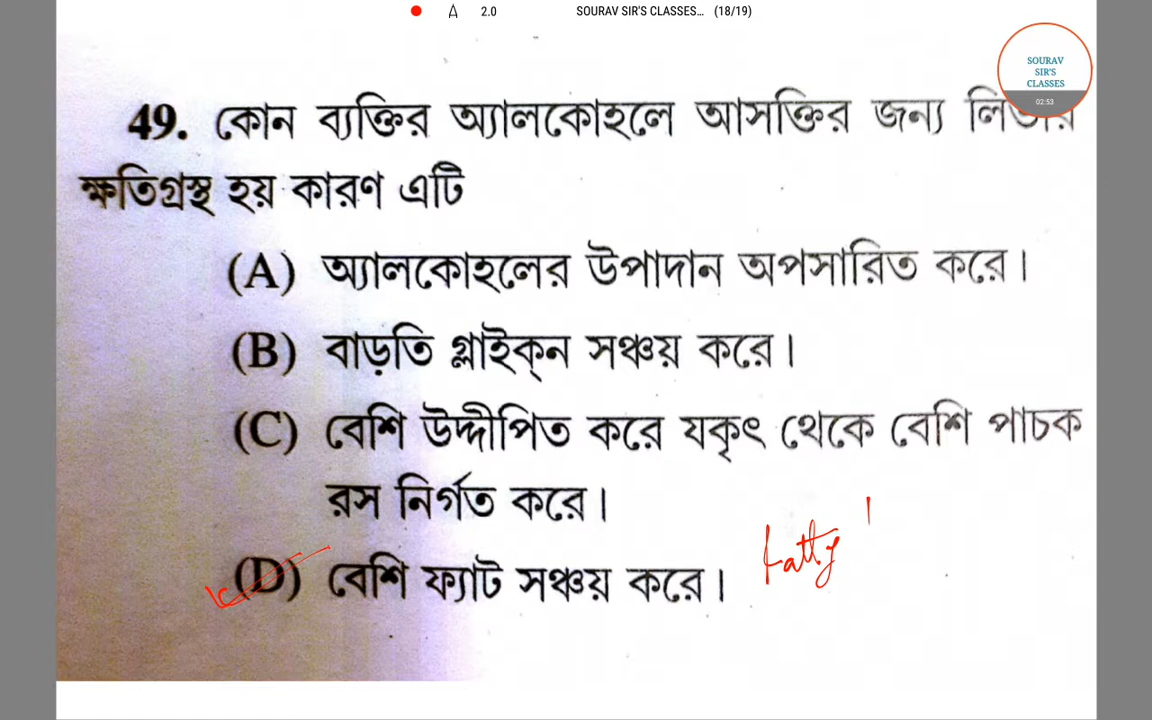 A 2.0 SOURAV SIR'S CLASSES... (18/19)
SOURAV
SIR'S
CLASSES
02:53
49. কোন ব্যক্তির অ্যালকোহলে আসক্তির জন্য লিভার
ক্ষতিগ্রস্থ হয় কারণ এটি
(A) অ্যালকোহলের উপাদান অপসারিত করে।
(B) বাড়তি গ্লাইক্‌ন সঞ্চয় করে।
(C) বেশি উদ্দীপিত করে যকৃৎ থেকে বেশি পাচক
রস নির্গত করে।
fatty l
(D) বেশি ফ্যাট সঞ্চয় করে।